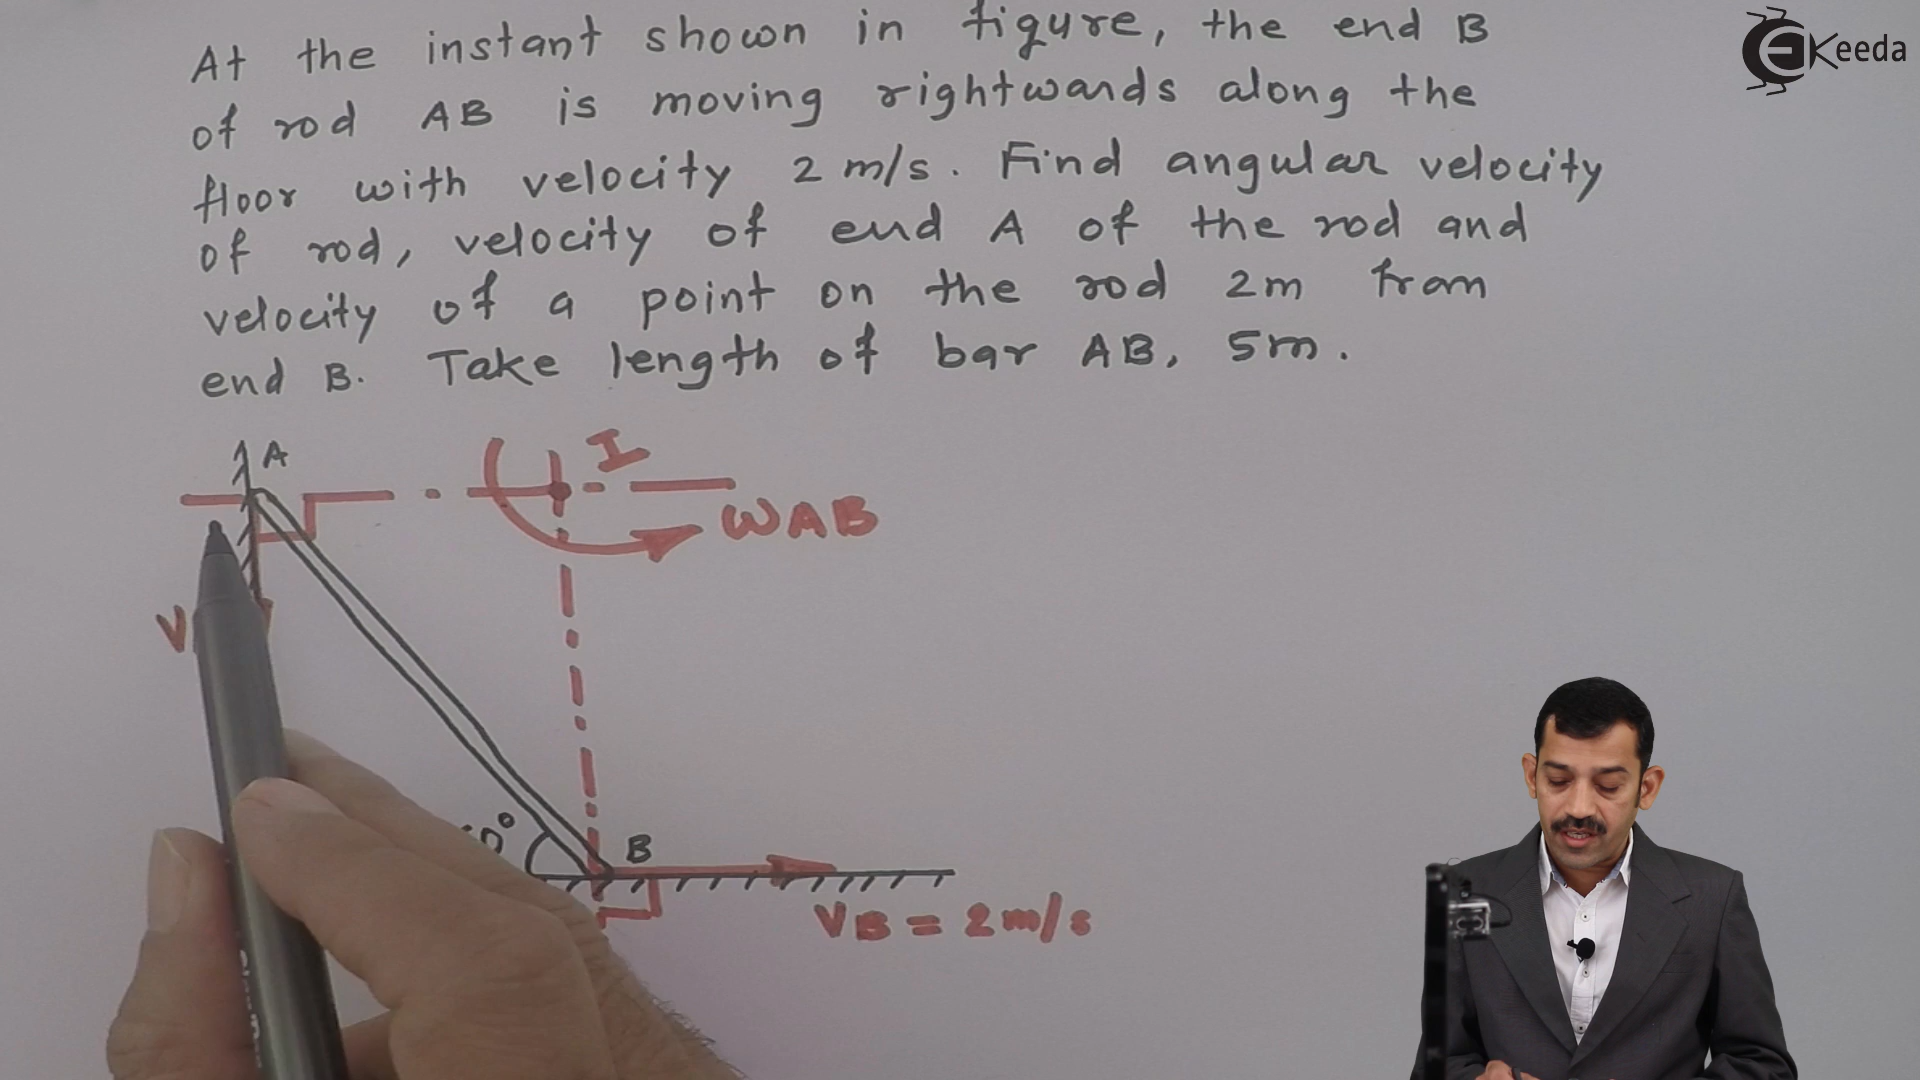 At the instant shown in figure, the end B
of rod AB is moving rightwards along the
floor with velocity 2 m/s. Find angular velocity
of rod, velocity of end A of the rod and
velocity of a point on the rod 2m from
end B. Take length of bar AB, 5m.
EKeeda
A
I
WAB
V
B
VB = 2m/s